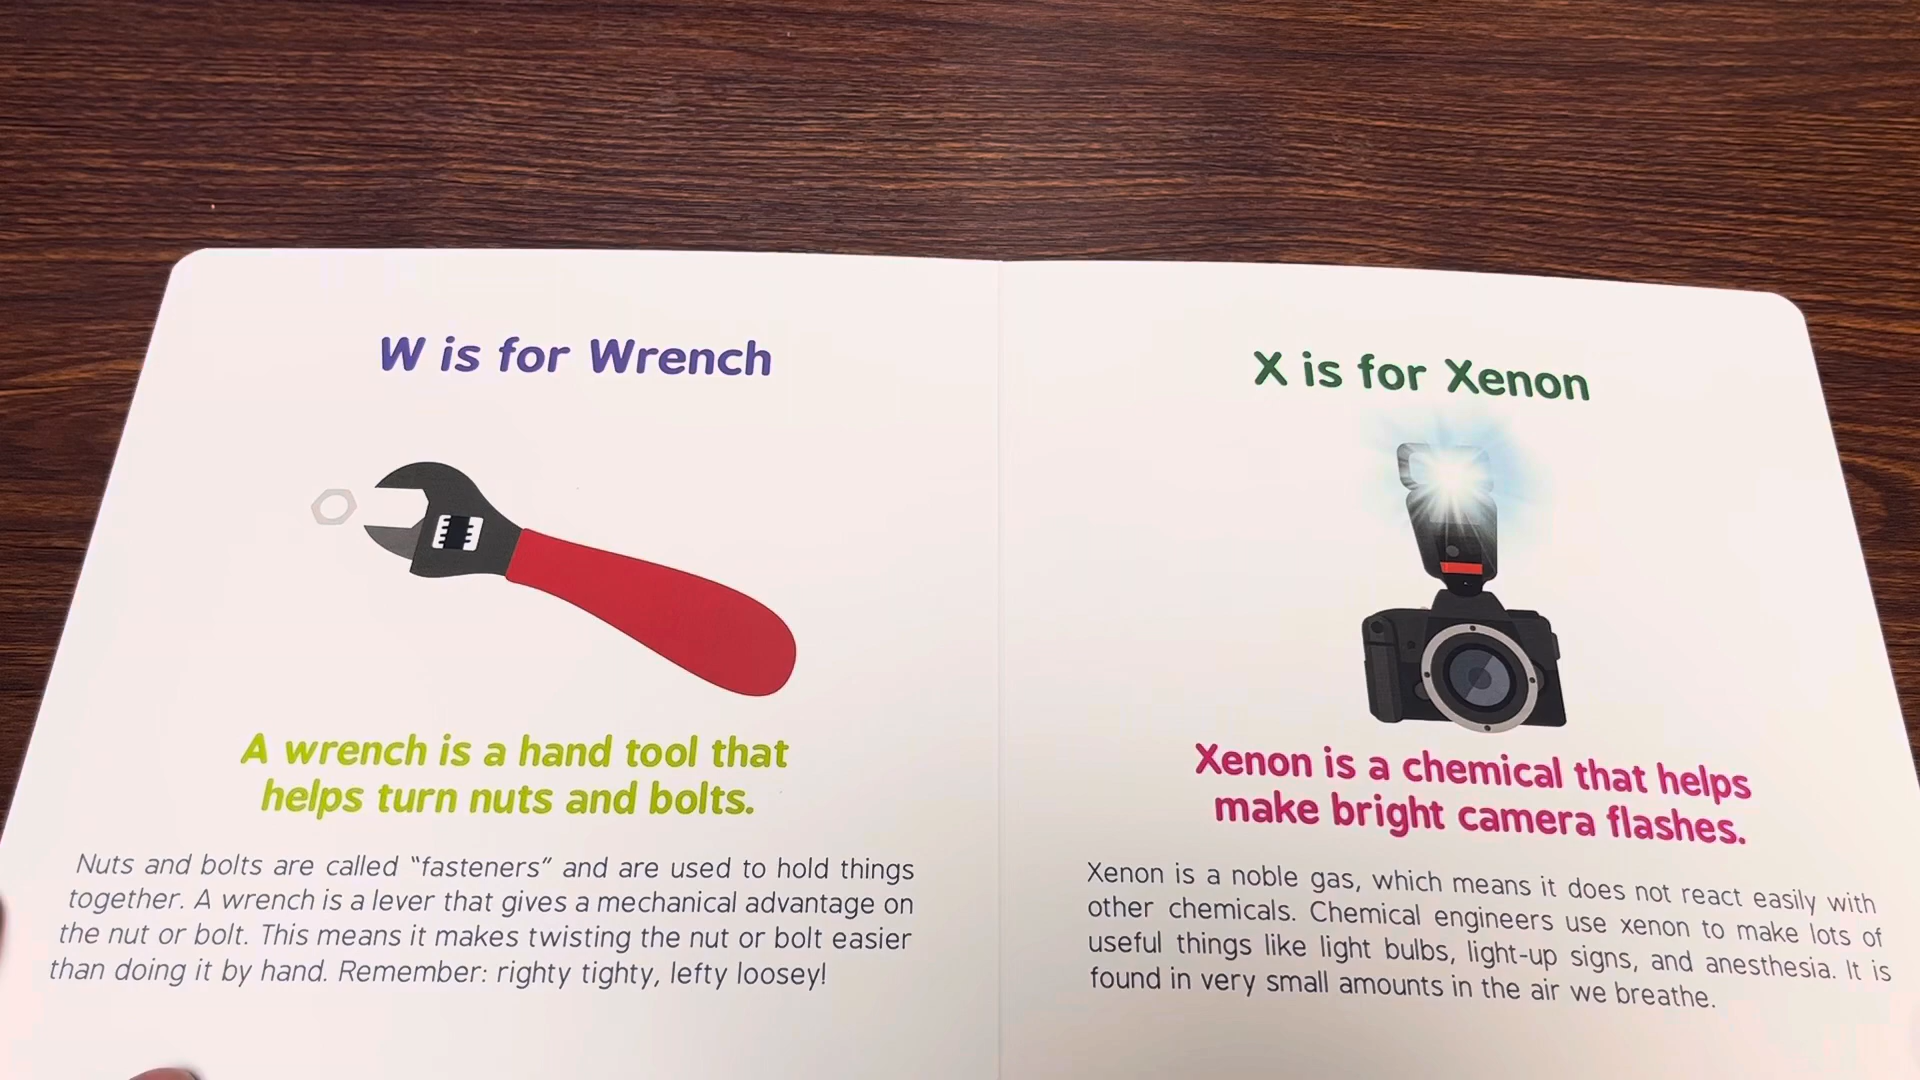 W is for Wrench
A wrench is a hand tool that
helps turn nuts and bolts.
Nuts and bolts are called “fasteners” and are used to hold things
together. A wrench is a lever that gives a mechanical advantage on
the nut or bolt. This means it makes twisting the nut or bolt easier
than doing it by hand. Remember: righty tighty, lefty loosey!
X is for Xenon
Xenon is a chemical that helps
make bright camera flashes.
Xenon is a noble gas, which means it does not react easily with
other chemicals. Chemical engineers use xenon to make lots of
useful things like light bulbs, light-up signs, and anesthesia. It is
found in very small amounts in the air we breathe.